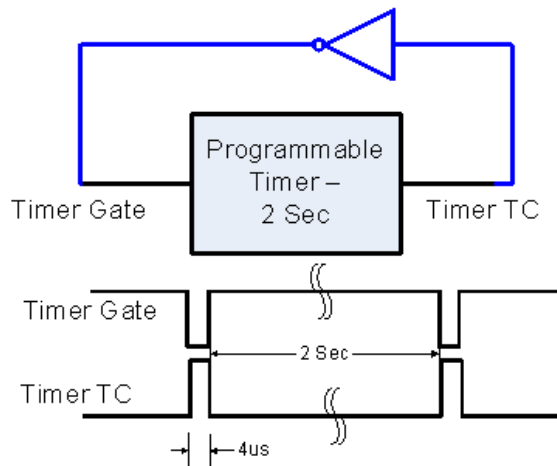 Programmable
Timer –
2 Sec
Timer Gate
Timer TC
Timer Gate
2 Sec
Timer TC
4us